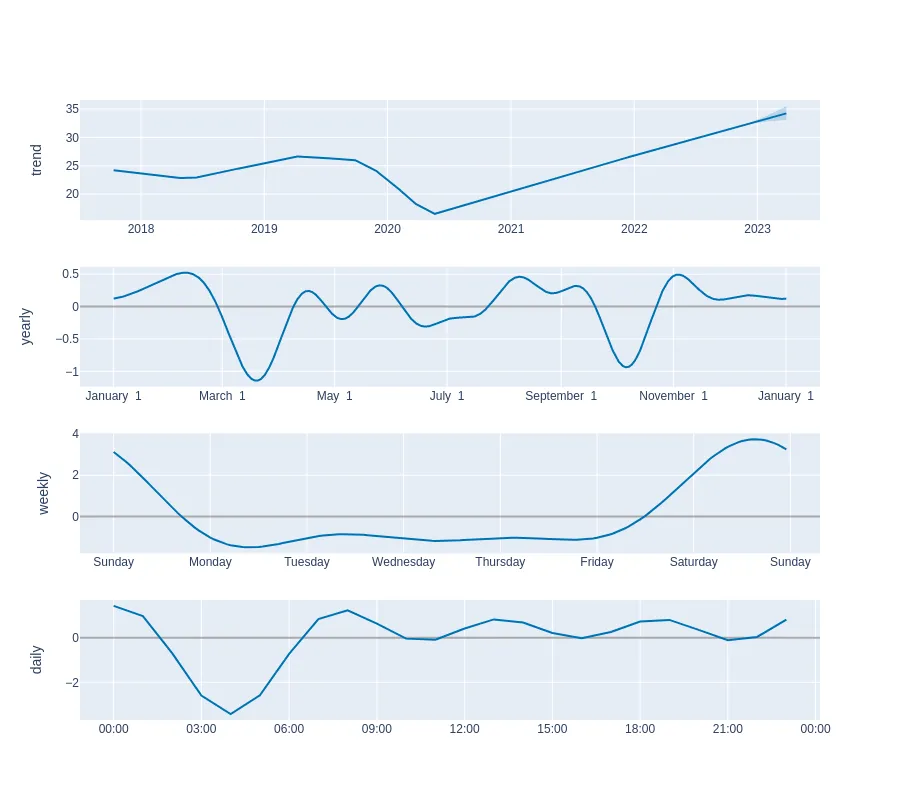 trend
35
30
25
20
2018 2019 2020 2021 2022 2023
yearly
0.5
0
−0.5
−1
January 1 March 1 May 1 July 1 September 1 November 1 January 1
weekly
4
2
0
Sunday Monday Tuesday Wednesday Thursday Friday Saturday Sunday
daily
0
−2
00:00 03:00 06:00 09:00 12:00 15:00 18:00 21:00 00:00